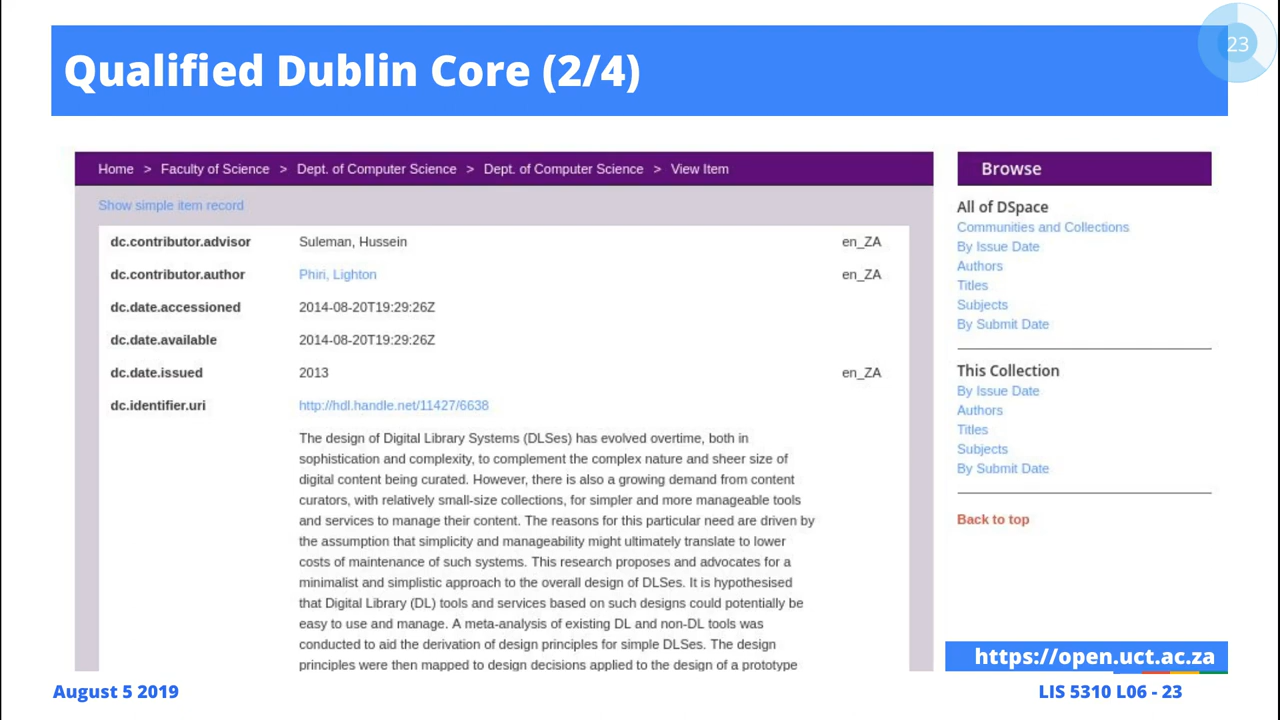 23
Qualified Dublin Core (2/4)
Home > Faculty of Science > Dept. of Computer Science > Dept. of Computer Science > View Item
Show simple item record
dc.contributor.advisor Suleman, Hussein en_ZA
dc.contributor.author Phiri, Lighton en_ZA
dc.date.accessioned 2014-08-20T19:29:26Z
dc.date.available 2014-08-20T19:29:26Z
dc.date.issued 2013 en_ZA
dc.identifier.uri http://hdl.handle.net/11427/6638
The design of Digital Library Systems (DLSes) has evolved overtime, both in
sophistication and complexity, to complement the complex nature and sheer size of
digital content being curated. However, there is also a growing demand from content
curators, with relatively small-size collections, for simpler and more manageable tools
and services to manage their content. The reasons for this particular need are driven by
the assumption that simplicity and manageability might ultimately translate to lower
costs of maintenance of such systems. This research proposes and advocates for a
minimalist and simplistic approach to the overall design of DLSes. It is hypothesised
that Digital Library (DL) tools and services based on such designs could potentially be
easy to use and manage. A meta-analysis of existing DL and non-DL tools was
conducted to aid the derivation of design principles for simple DLSes. The design
principles were then mapped to design decisions applied to the design of a prototype
Browse
All of DSpace
Communities and Collections
By Issue Date
Authors
Titles
Subjects
By Submit Date
This Collection
By Issue Date
Authors
Titles
Subjects
By Submit Date
Back to top
https://open.uct.ac.za
August 5 2019
LIS 5310 L06 - 23